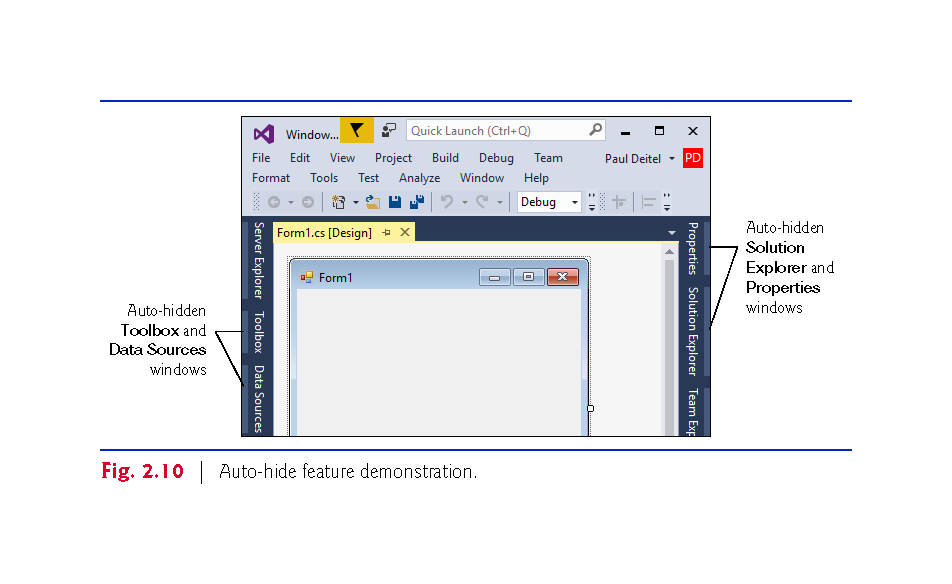 Window...
Quick Launch (Ctrl+Q)
File Edit View Project Build Debug Team Paul Deitel PD
Format Tools Test Analyze Window Help
Debug
Form1.cs [Design]
Form1
Server Explorer
Toolbox
Data Sources
Properties
Solution Explorer
Team Exp
Auto-hidden
Toolbox and
Data Sources
windows
Auto-hidden
Solution
Explorer and
Properties
windows
Fig. 2.10 | Auto-hide feature demonstration.